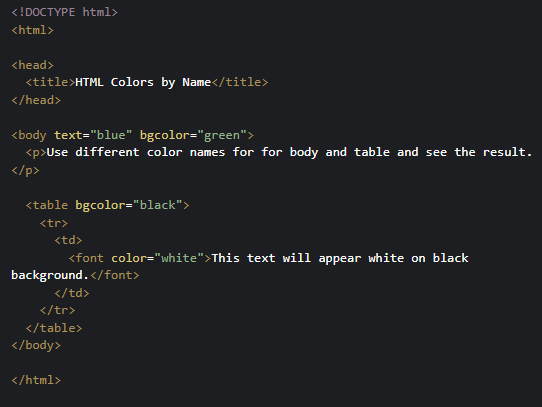 <!DOCTYPE html>
<html>
<head>
<title>HTML Colors by Name</title>
</head>
<body text="blue" bgcolor="green">
<p>Use different color names for for body and table and see the result.
</p>
<table bgcolor="black">
<tr>
<td>
<font color="white">This text will appear white on black
background.</font>
</td>
</tr>
</table>
</body>
</html>